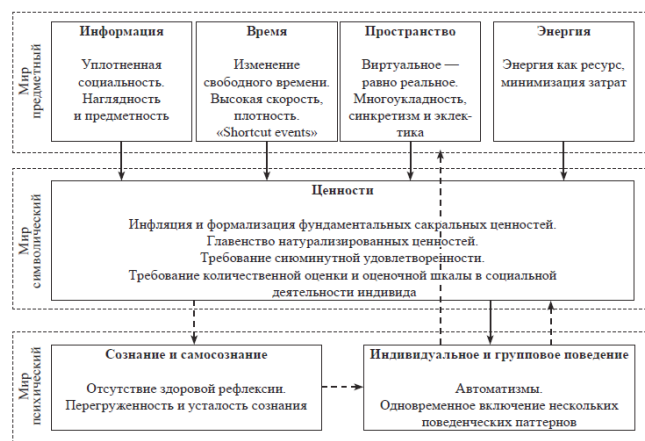 Мир
предметный
Информация
Уплотненная
социальность.
Наглядность
и предметность
Время
Изменение
свободного времени.
Высокая скорость,
плотность.
«Shortcut events»
Пространство
Виртуальное —
равно реальное.
Многоукладность,
синкретизм и эклек-
тика
Энергия
Энергия как ресурс,
минимизация затрат
Мир
символический
Ценности
Инфляция и формализация фундаментальных сакральных ценностей.
Главенство натурализированных ценностей.
Требование сиюминутной удовлетворенности.
Требование количественной оценки и оценочной шкалы в социальной
деятельности индивида
Мир
психический
Сознание и самосознание
Отсутствие здоровой рефлексии.
Перегруженность и усталость сознания
Индивидуальное и групповое поведение
Автоматизмы.
Одновременное включение нескольких
поведенческих паттернов